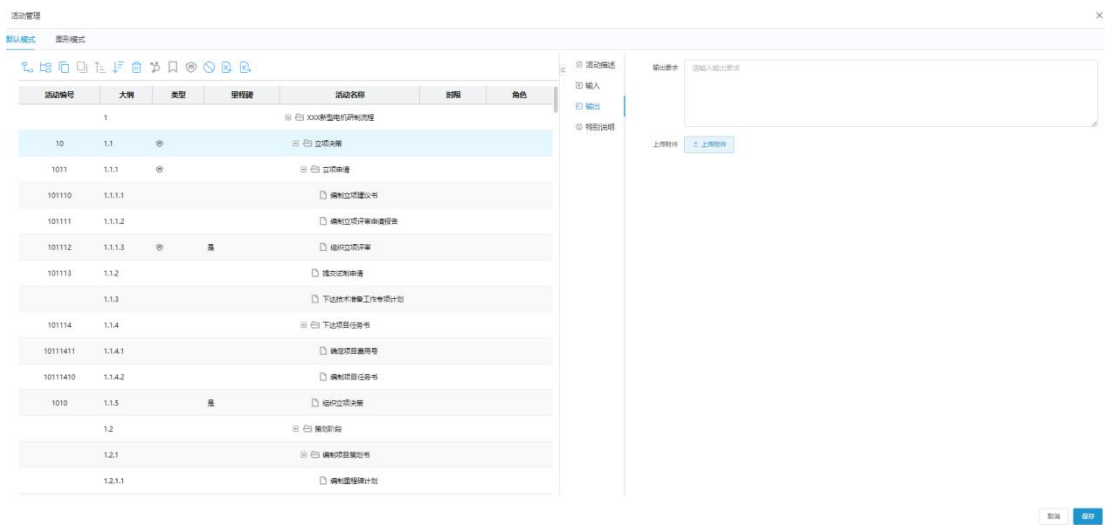 活动管理
默认模式 图形模式
活动编号 大纲 类型 里程碑 活动名称 时限 角色
1 XXX新型电机研制流程
10 1.1 立项决策
1011 1.1.1 立项申请
101110 1.1.1.1 编制立项建议书
101111 1.1.1.2 编制立项评审申请报告
101112 1.1.1.3 是 组织立项评审
101113 1.1.2 提交试制申请
1.1.3 下达技术准备工作专项计划
101114 1.1.4 下达项目任务书
10111411 1.1.4.1 确定项目费用号
10111410 1.1.4.2 编制项目任务书
1010 1.1.5 是 组织立项决策
1.2 策划阶段
1.2.1 编制项目策划书
1.2.1.1 编制里程碑计划
活动描述
输入
输出
特别说明
输出要求 请输入输出要求
上传附件 上传附件
取消 保存